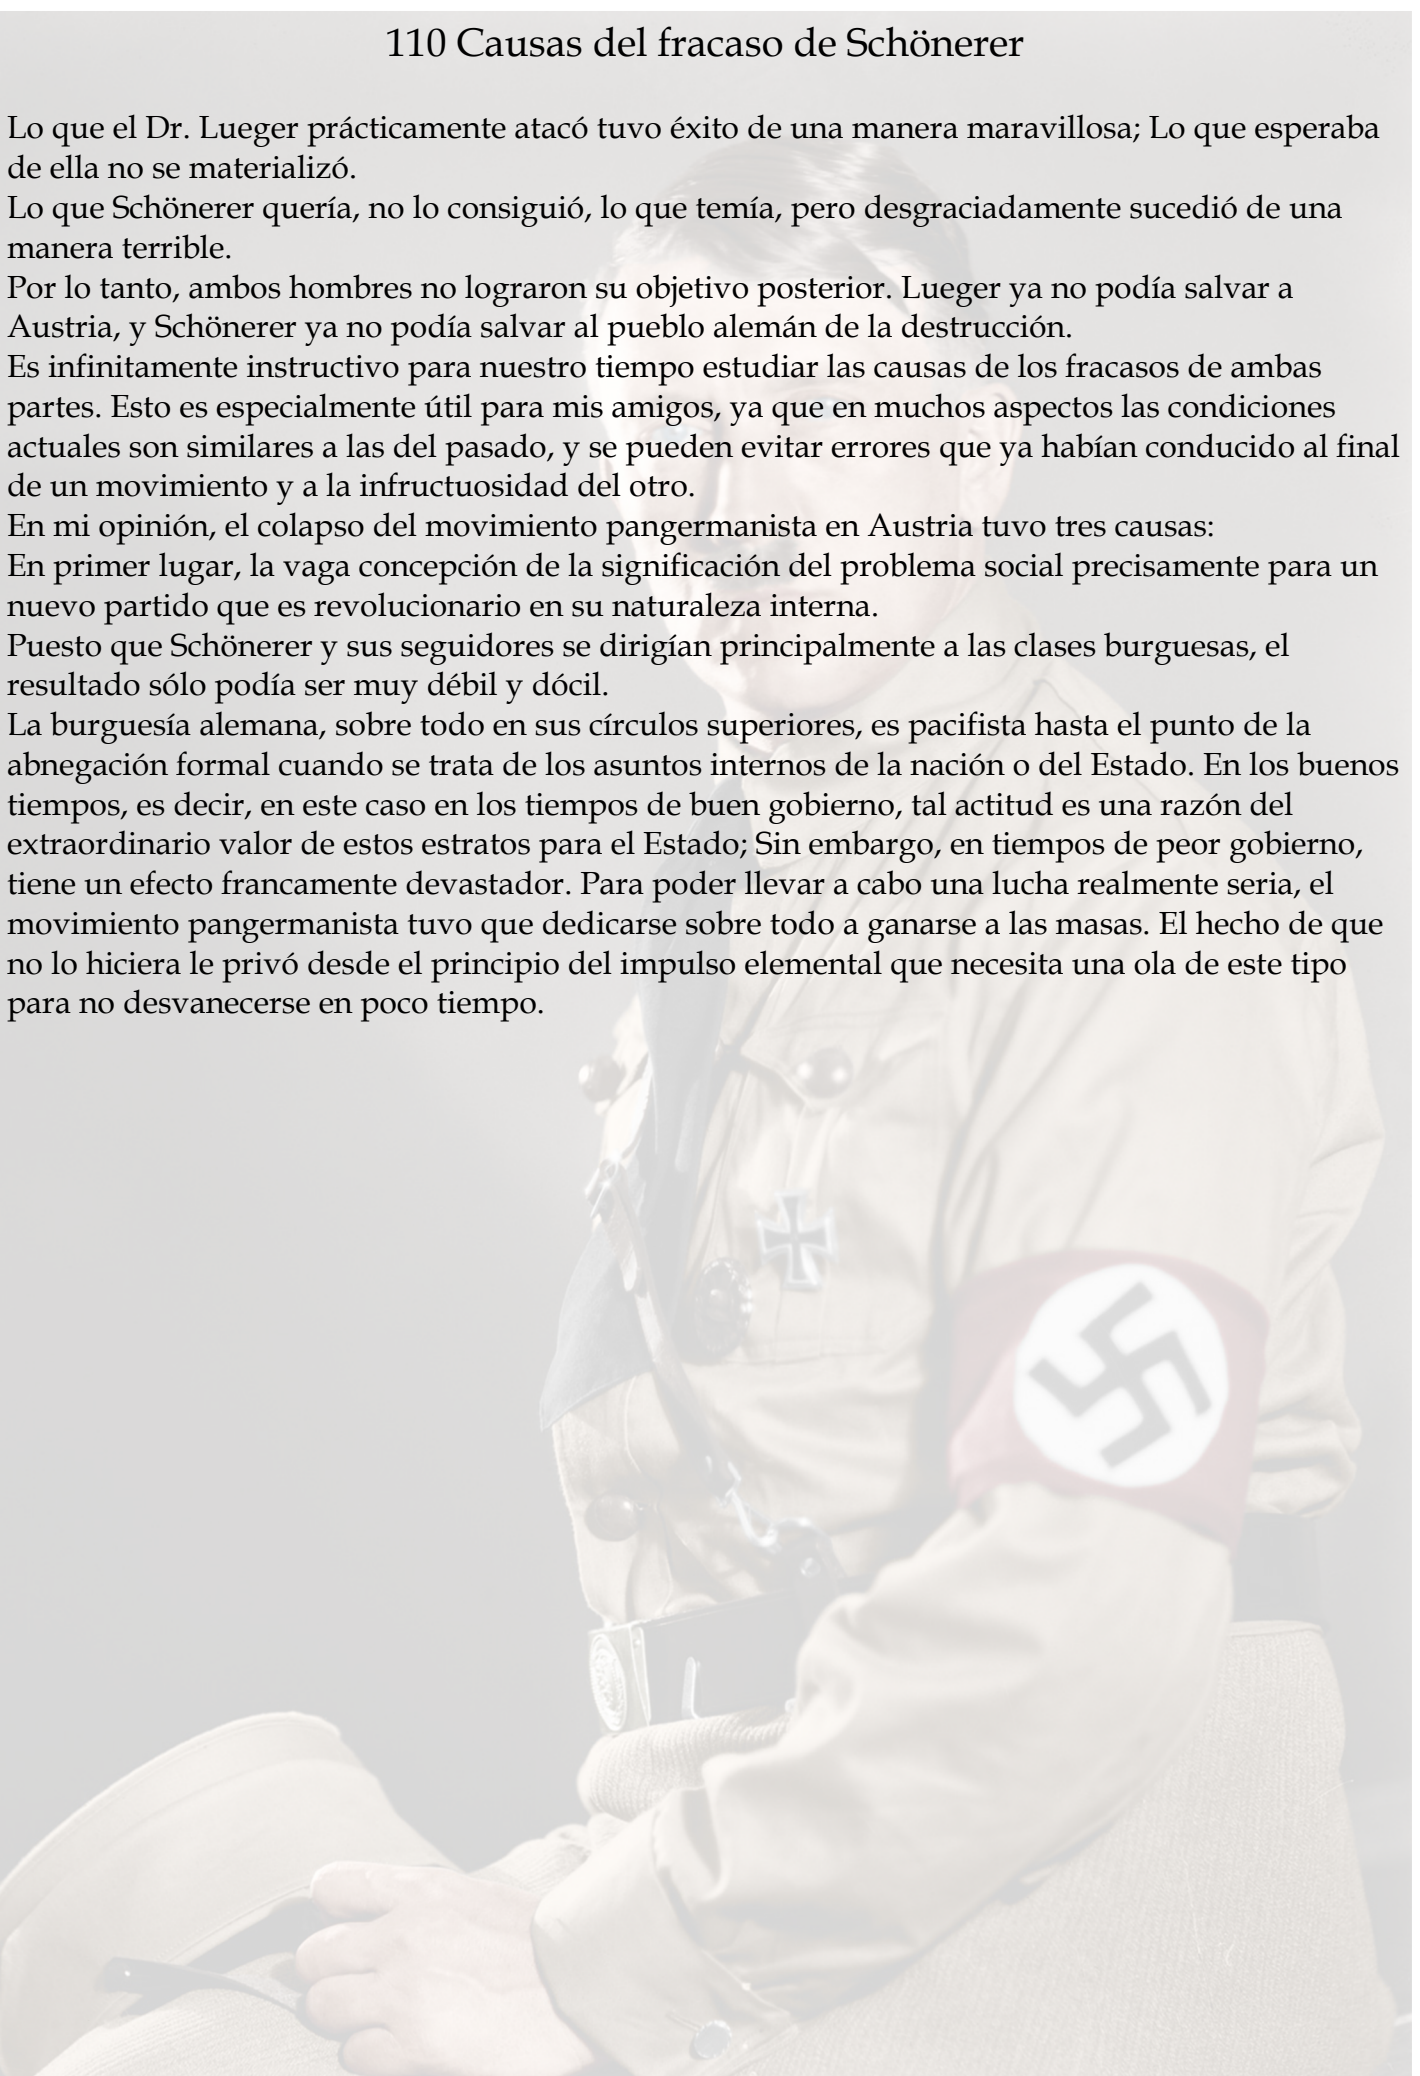 110 Causas del fracaso de Schönerer
Lo que el Dr. Lueger prácticamente atacó tuvo éxito de una manera maravillosa; Lo que esperaba
de ella no se materializó.
Lo que Schönerer quería, no lo consiguió, lo que temía, pero desgraciadamente sucedió de una
manera terrible.
Por lo tanto, ambos hombres no lograron su objetivo posterior. Lueger ya no podía salvar a
Austria, y Schönerer ya no podía salvar al pueblo alemán de la destrucción.
Es infinitamente instructivo para nuestro tiempo estudiar las causas de los fracasos de ambas
partes. Esto es especialmente útil para mis amigos, ya que en muchos aspectos las condiciones
actuales son similares a las del pasado, y se pueden evitar errores que ya habían conducido al final
de un movimiento y a la infructuosidad del otro.
En mi opinión, el colapso del movimiento pangermanista en Austria tuvo tres causas:
En primer lugar, la vaga concepción de la significación del problema social precisamente para un
nuevo partido que es revolucionario en su naturaleza interna.
Puesto que Schönerer y sus seguidores se dirigían principalmente a las clases burguesas, el
resultado sólo podía ser muy débil y dócil.
La burguesía alemana, sobre todo en sus círculos superiores, es pacifista hasta el punto de la
abnegación formal cuando se trata de los asuntos internos de la nación o del Estado. En los buenos
tiempos, es decir, en este caso en los tiempos de buen gobierno, tal actitud es una razón del
extraordinario valor de estos estratos para el Estado; Sin embargo, en tiempos de peor gobierno,
tiene un efecto francamente devastador. Para poder llevar a cabo una lucha realmente seria, el
movimiento pangermanista tuvo que dedicarse sobre todo a ganarse a las masas. El hecho de que
no lo hiciera le privó desde el principio del impulso elemental que necesita una ola de este tipo
para no desvanecerse en poco tiempo.